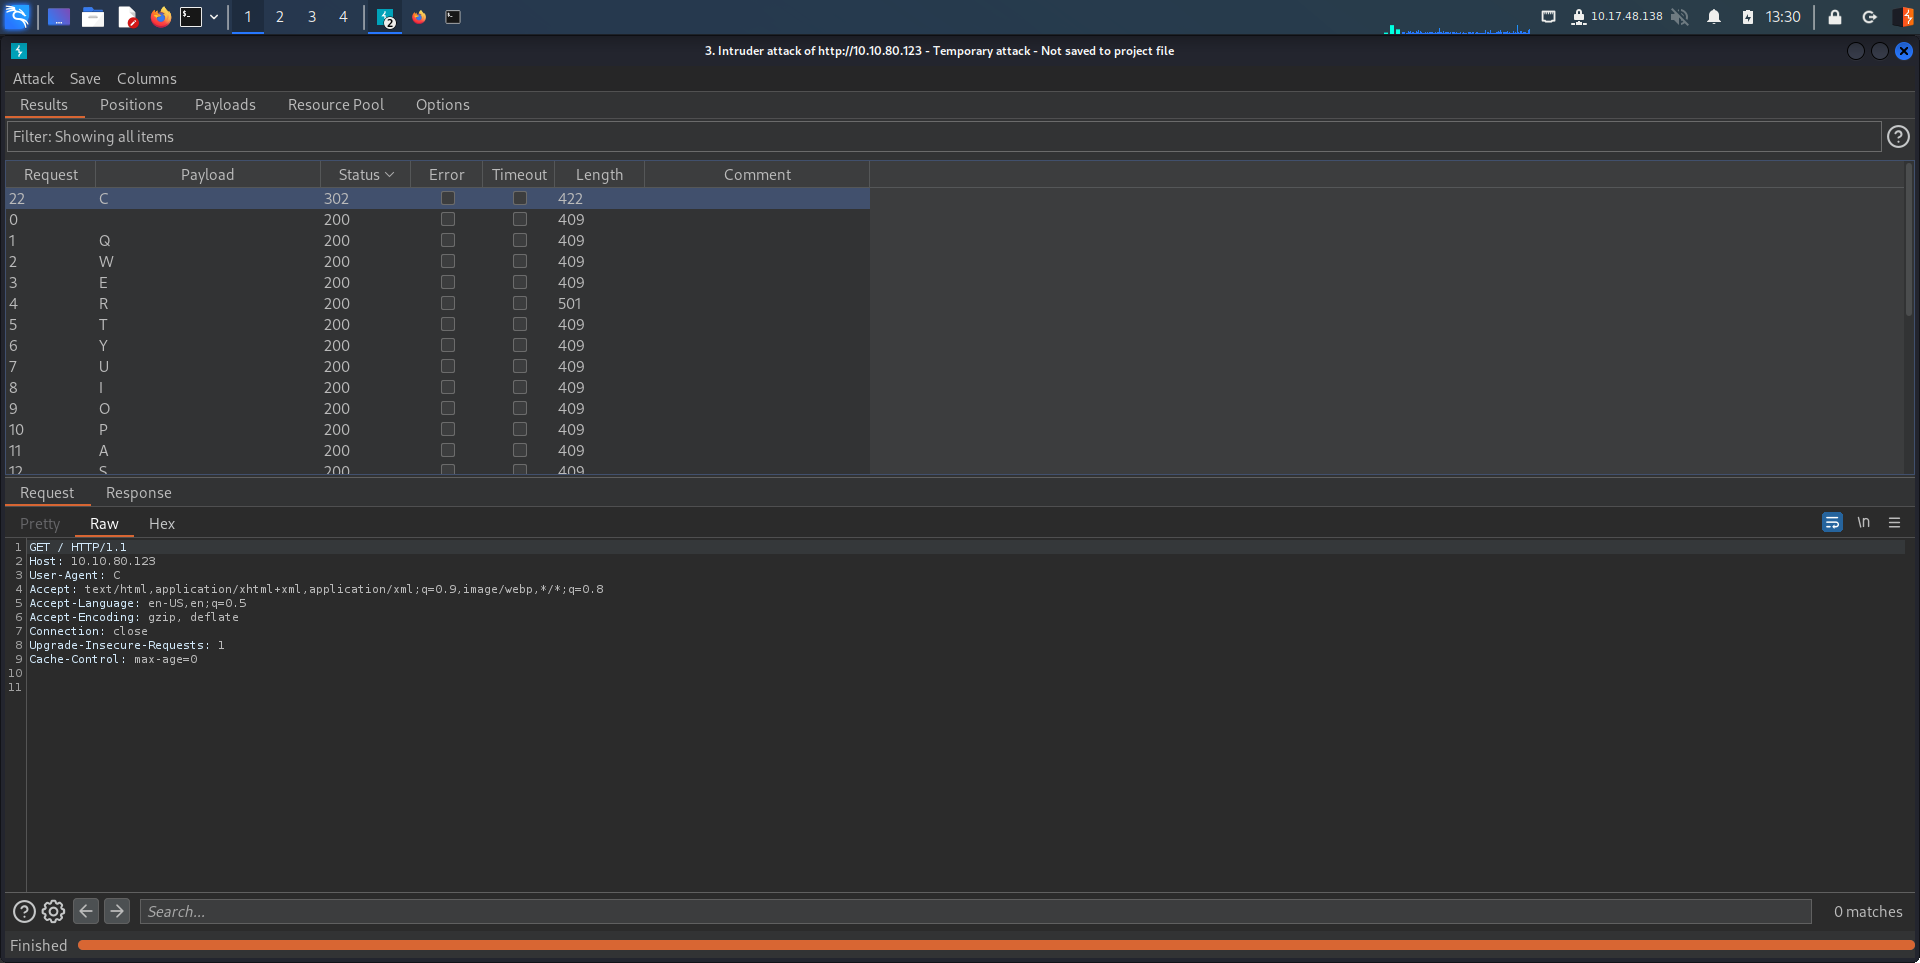 1 2 3 4 2 10.17.48.138 13:30
3. Intruder attack of http://10.10.80.123 - Temporary attack - Not saved to project file
Attack Save Columns
Results Positions Payloads Resource Pool Options
Filter: Showing all items ?
Request Payload Status Error Timeout Length Comment
22 C 302 422
0 200 409
1 Q 200 409
2 W 200 409
3 E 200 409
4 R 200 501
5 T 200 409
6 Y 200 409
7 U 200 409
8 I 200 409
9 O 200 409
10 P 200 409
11 A 200 409
12 S 200 409
Request Response
Pretty Raw Hex \n
1 GET / HTTP/1.1
2 Host: 10.10.80.123
3 User-Agent: C
4 Accept: text/html,application/xhtml+xml,application/xml;q=0.9,image/webp,*/*;q=0.8
5 Accept-Language: en-US,en;q=0.5
6 Accept-Encoding: gzip, deflate
7 Connection: close
8 Upgrade-Insecure-Requests: 1
9 Cache-Control: max-age=0
10
11
? Search... 0 matches
Finished